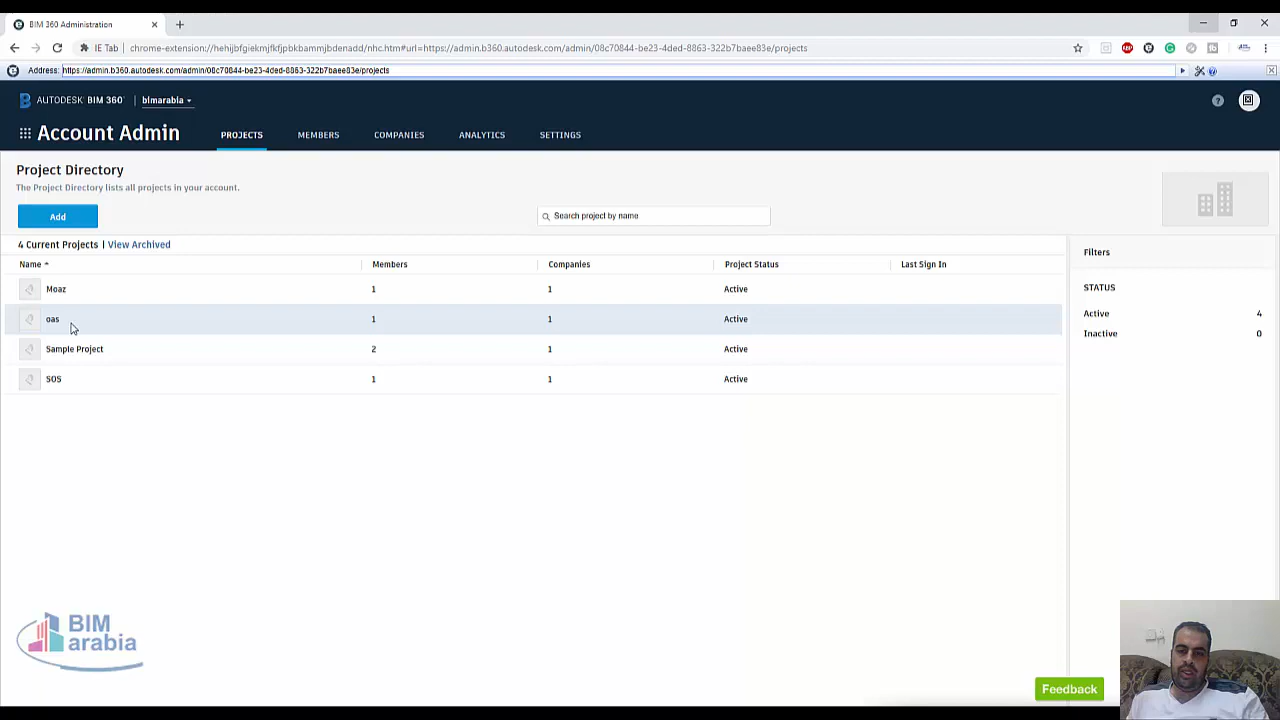 BIM 360 Administration
IE Tab chrome-extension://hehijbfgiekmjfkfjpbkbammjbdenadd/nhc.htm#url=https://admin.b360.autodesk.com/admin/08c70844-be23-4ded-8863-322b7baee83e/projects
Address: https://admin.b360.autodesk.com/admin/08c70844-be23-4ded-8863-322b7baee83e/projects
AUTODESK BIM 360 bimarabia
Account Admin PROJECTS MEMBERS COMPANIES ANALYTICS SETTINGS
Project Directory
The Project Directory lists all projects in your account.
Add Search project by name
4 Current Projects | View Archived
Filters
Name Members Companies Project Status Last Sign In
STATUS
Moaz 1 1 Active
Active 4
oas 1 1 Active
Inactive 0
Sample Project 2 1 Active
SOS 1 1 Active
BIM
arabia
Feedback